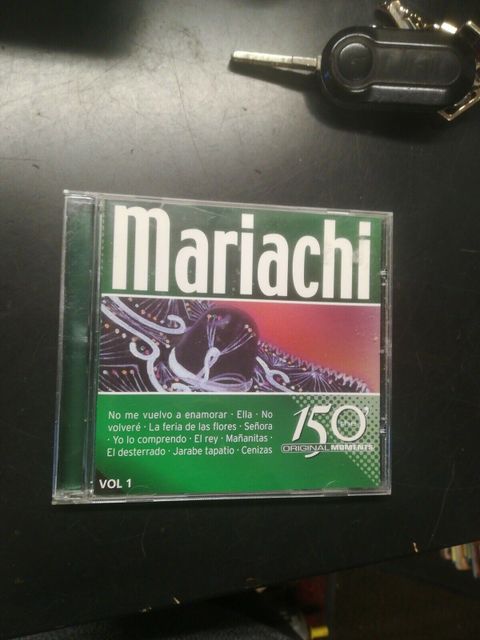 mariachi
No me vuelvo a enamorar · Ella · No
volveré · La feria de las flores · Señora
· Yo lo comprendo · El rey · Mañanitas ·
El desterrado · Jarabe tapatio · Cenizas
150'
ORIGINAL MOMENTS
VOL 1